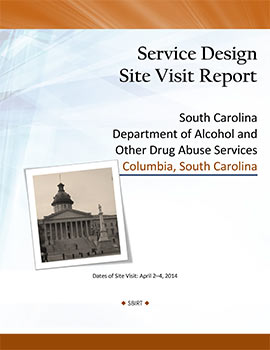 Service Design
Site Visit Report
South Carolina
Department of Alcohol and
Other Drug Abuse Services
Columbia, South Carolina
Dates of Site Visit: April 2–4, 2014
◆ SBIRT ◆